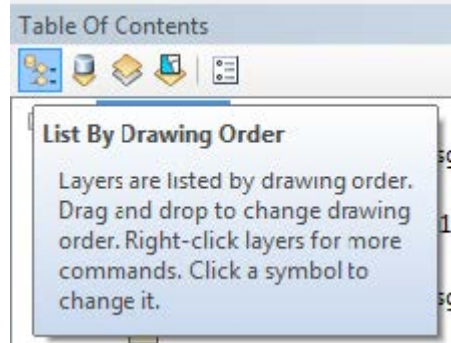 Table Of Contents
List By Drawing Order
Layers are listed by drawing order.
Drag and drop to change drawing
order. Right-click layers for more
commands. Click a symbol to
change it.